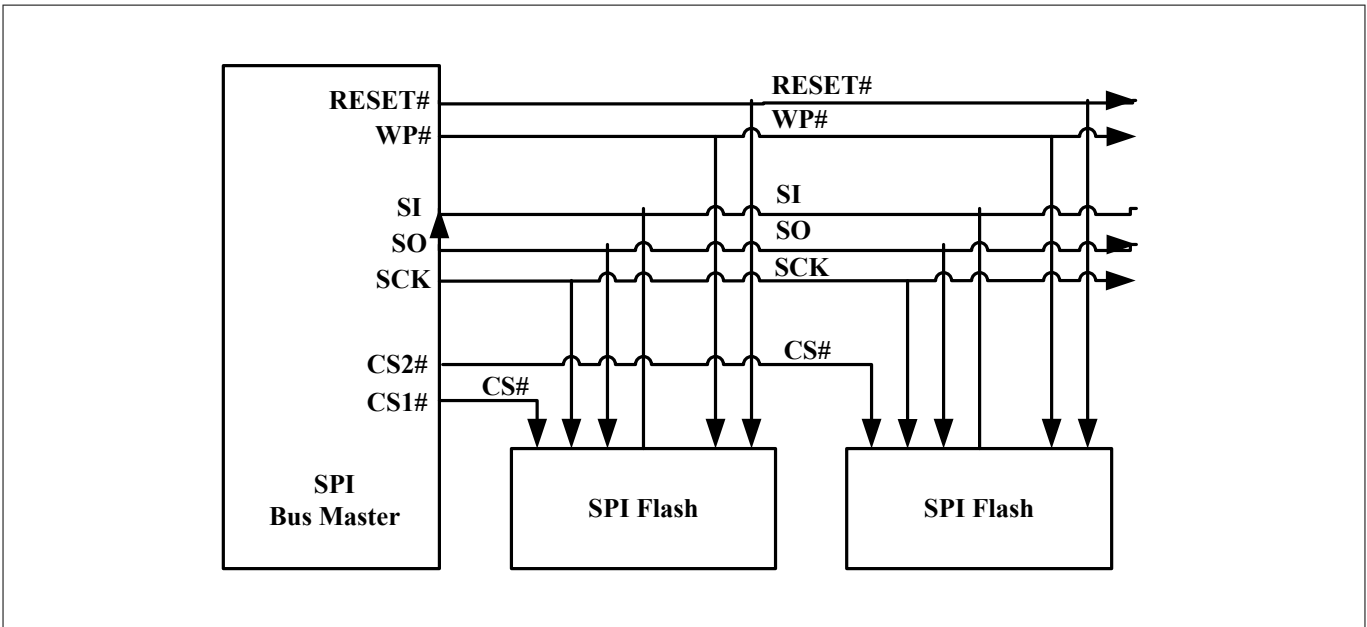 RESET#
RESET#
WP#
WP#
SI
SI
SO
SO
SCK
SCK
CS2#
CS#
CS1#
CS#
SPI
Bus Master
SPI Flash
SPI Flash